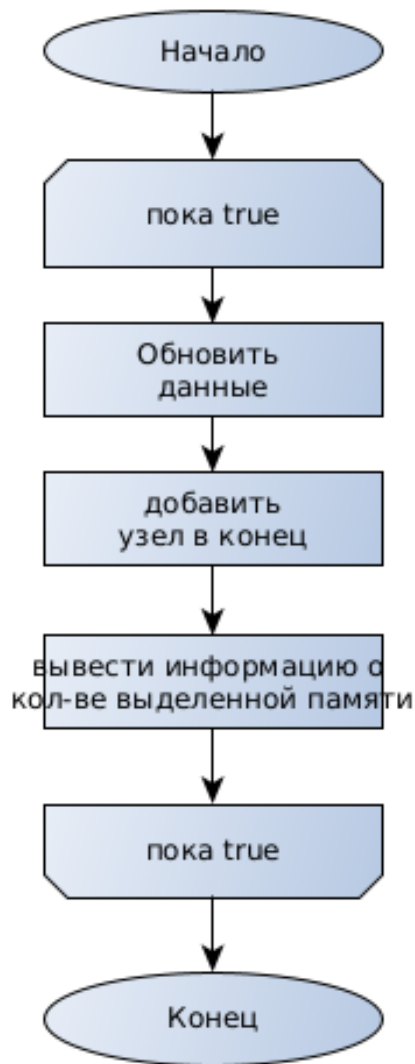 Начало
пока true
Обновить
данные
добавить
узел в конец
вывести информацию о
кол-ве выделенной памяти
пока true
Конец